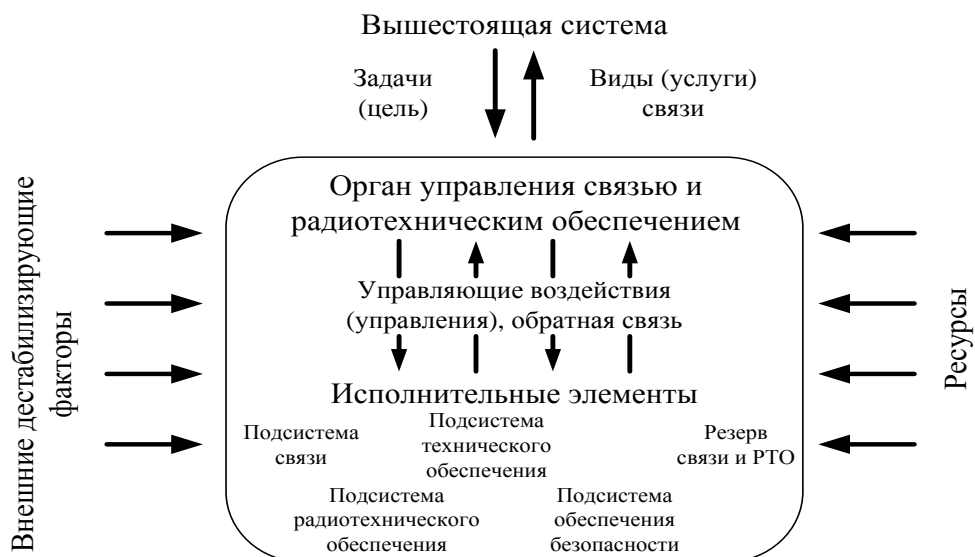 Вышестоящая система
Задачи
(цель)
Виды (услуги)
связи
Внешние дестабилизирующие
факторы
Орган управления связью и
радиотехническим обеспечением
Управляющие воздействия
(управления), обратная связь
Исполнительные элементы
Подсистема
связи
Подсистема
технического
обеспечения
Резерв
связи и РТО
Подсистема
радиотехнического
обеспечения
Подсистема
обеспечения
безопасности
Ресурсы